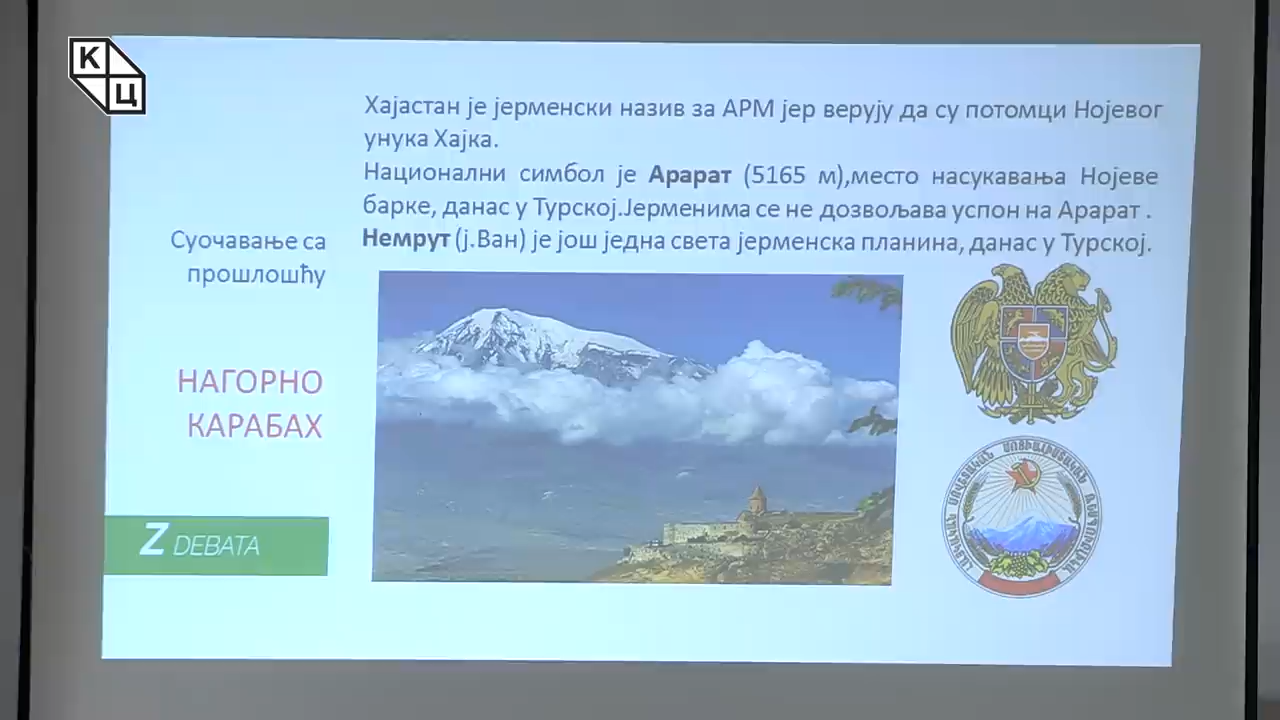 К
Ц
Хајастан је јерменски назив за АРМ јер верују да су потомци Нојевог
унука Хајка.
Национални симбол је Арарат (5165 м),место насукавања Нојеве
барке, данас у Турској.Јерменима се не дозвољава успон на Арарат .
Немрут (ј.Ван) је још једна света јерменска планина, данас у Турској.
Суочавање са
прошлошћу
НАГОРНО
КАРАБАХ
Z DEBATA